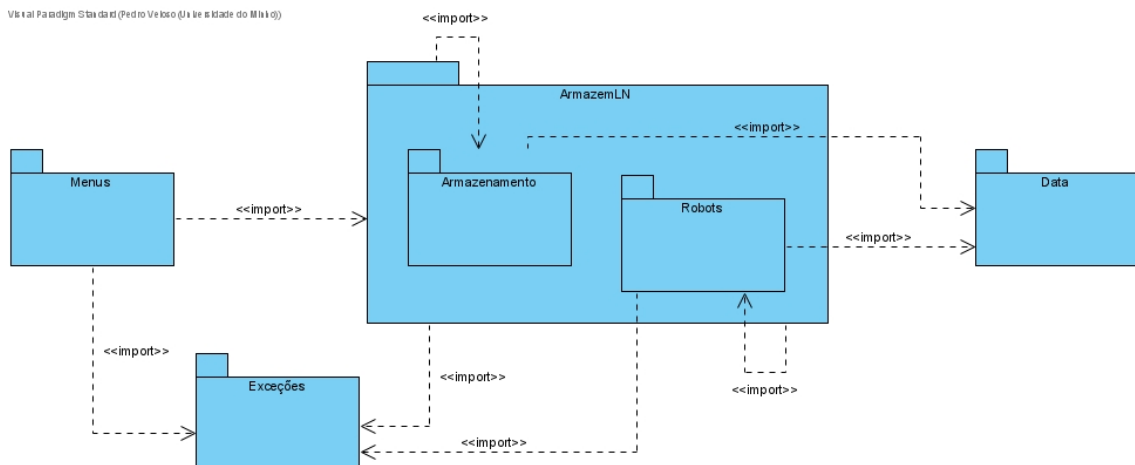 Visual Paradigm Standard (Pedro Veloso (Universidade do Minho))
<<import>>
ArmazemLN
<<import>>
Menus
Armazenamento
Robots
Data
<<import>>
<<import>>
<<import>>
<<import>>
<<import>>
Exceções
<<import>>